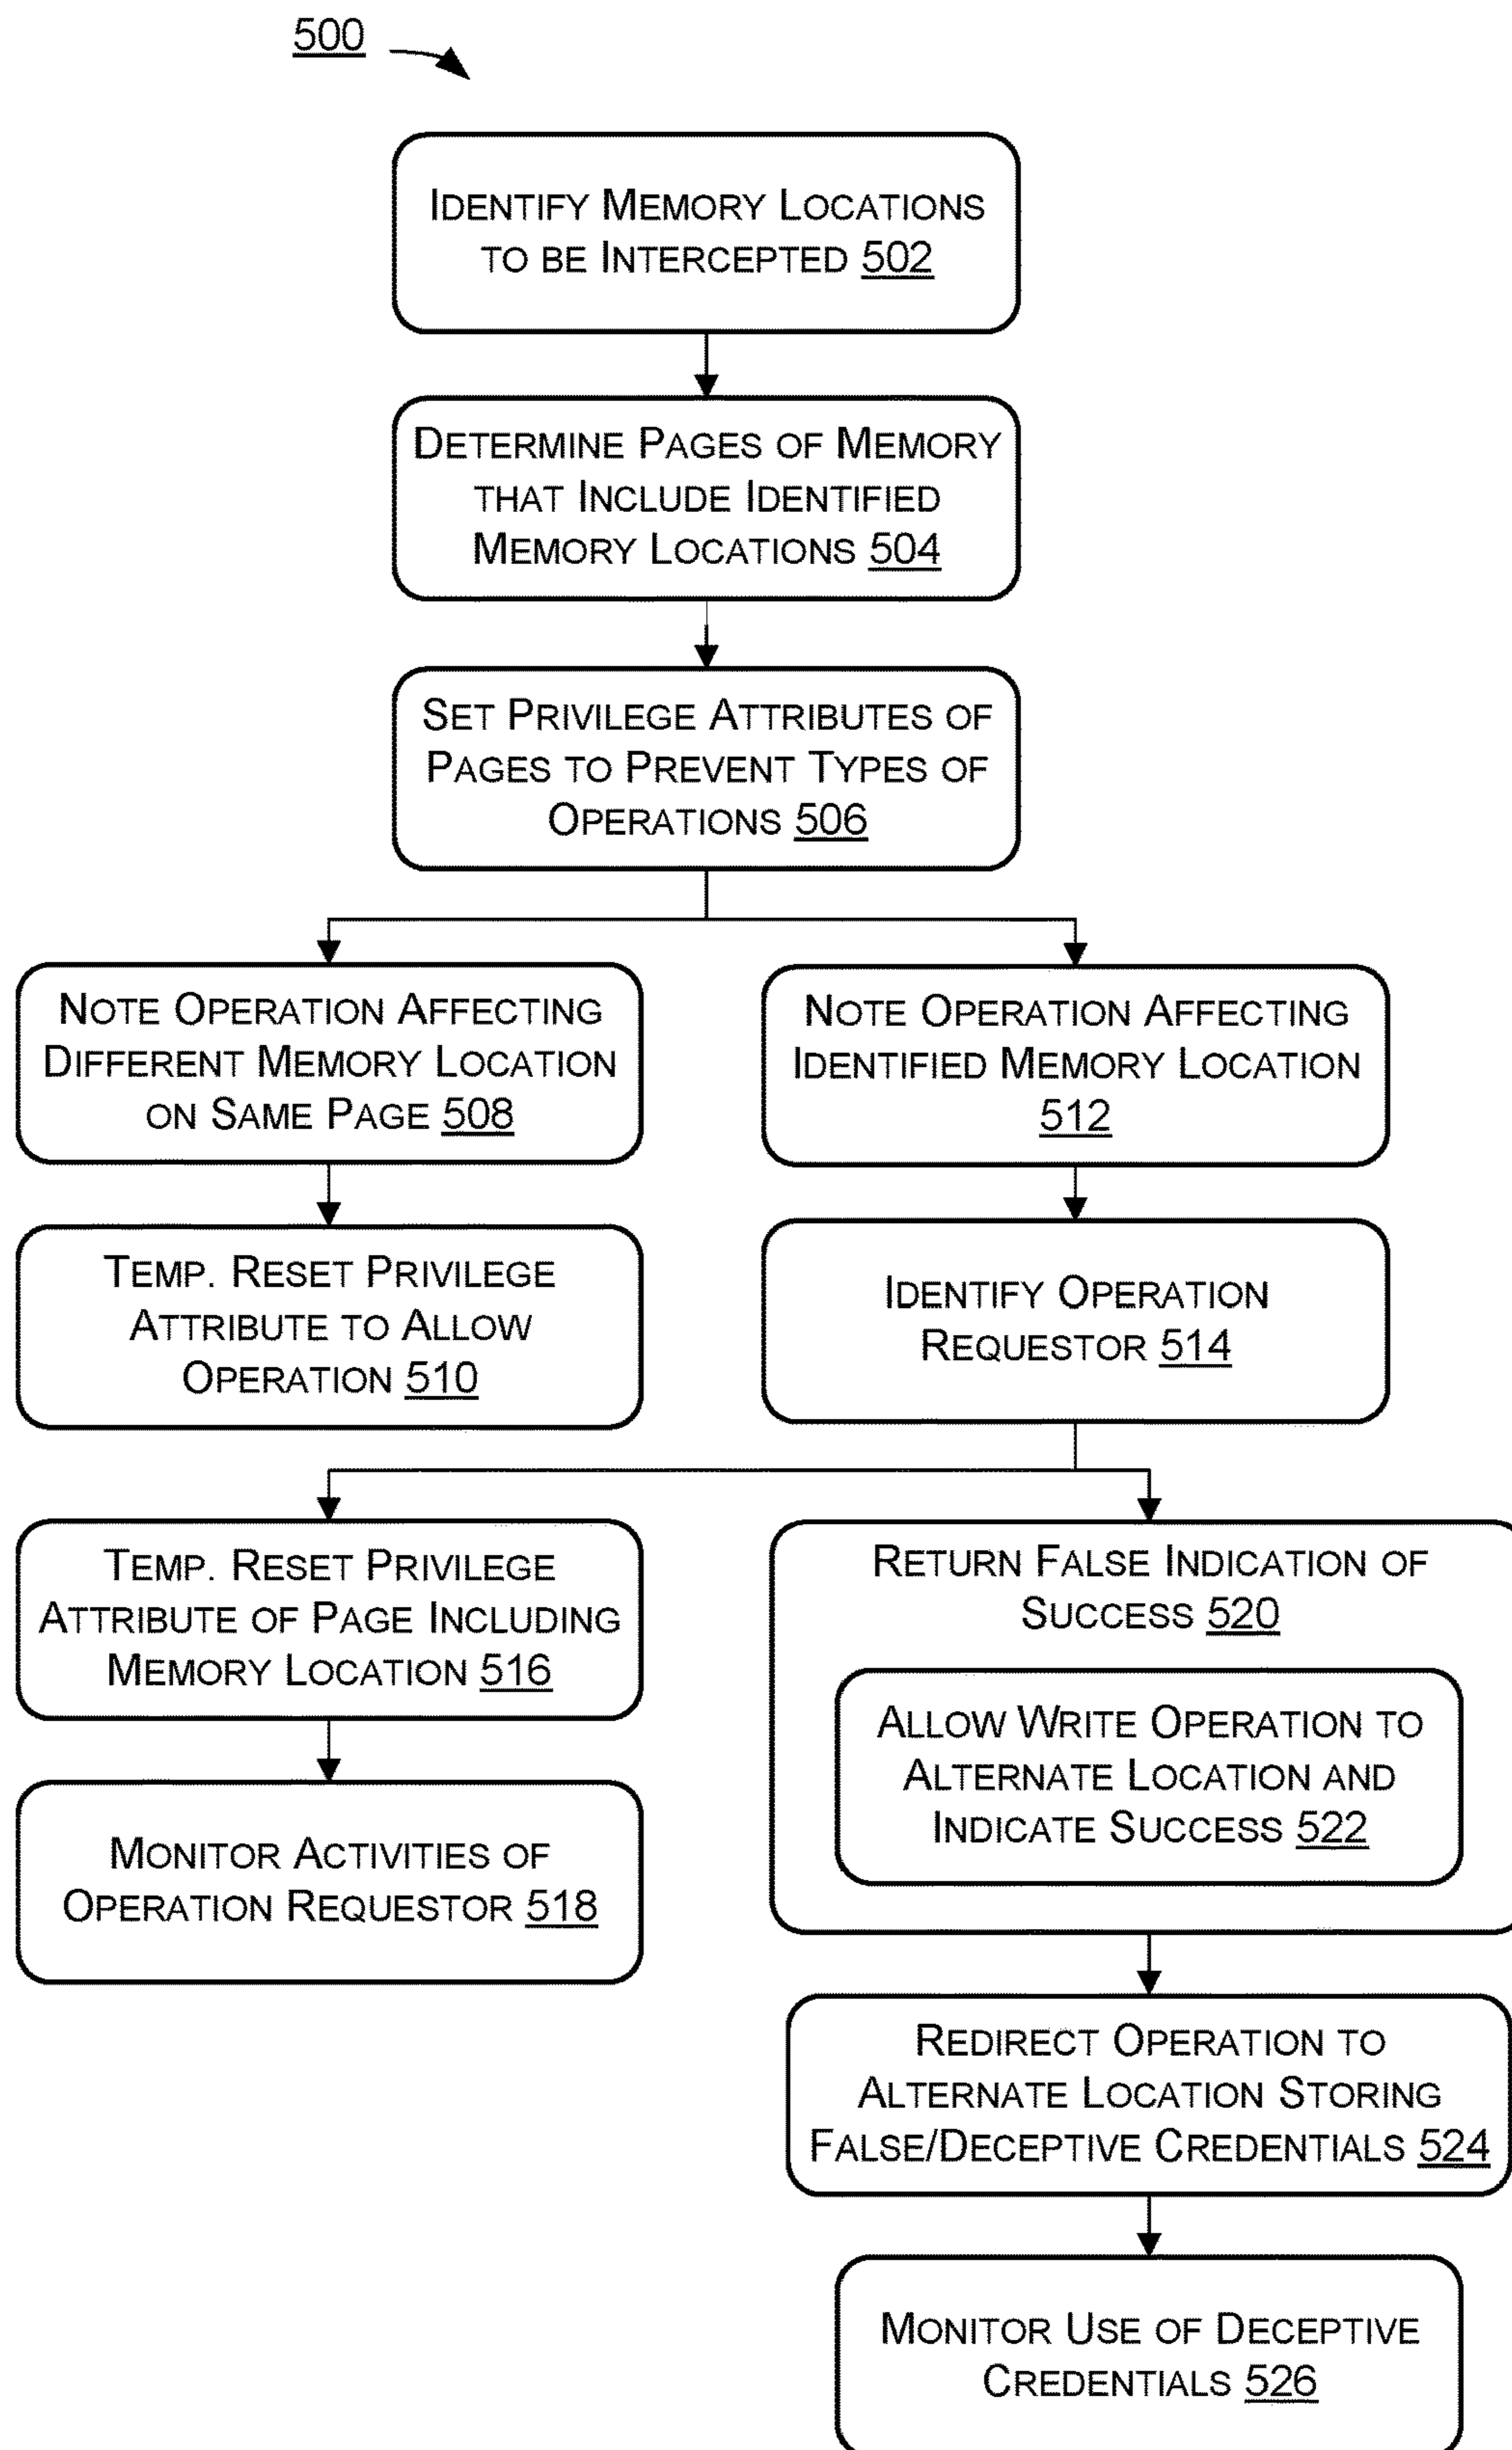 500
IDENTIFY MEMORY LOCATIONS
TO BE INTERCEPTED 502
DETERMINE PAGES OF MEMORY
THAT INCLUDE IDENTIFIED
MEMORY LOCATIONS 504
SET PRIVILEGE ATTRIBUTES OF
PAGES TO PREVENT TYPES OF
OPERATIONS 506
NOTE OPERATION AFFECTING
DIFFERENT MEMORY LOCATION
ON SAME PAGE 508
NOTE OPERATION AFFECTING
IDENTIFIED MEMORY LOCATION
512
TEMP. RESET PRIVILEGE
ATTRIBUTE TO ALLOW
OPERATION 510
IDENTIFY OPERATION
REQUESTOR 514
TEMP. RESET PRIVILEGE
ATTRIBUTE OF PAGE INCLUDING
MEMORY LOCATION 516
MONITOR ACTIVITIES OF
OPERATION REQUESTOR 518
RETURN FALSE INDICATION OF
SUCCESS 520
ALLOW WRITE OPERATION TO
ALTERNATE LOCATION AND
INDICATE SUCCESS 522
REDIRECT OPERATION TO
ALTERNATE LOCATION STORING
FALSE/DECEPTIVE CREDENTIALS 524
MONITOR USE OF DECEPTIVE
CREDENTIALS 526